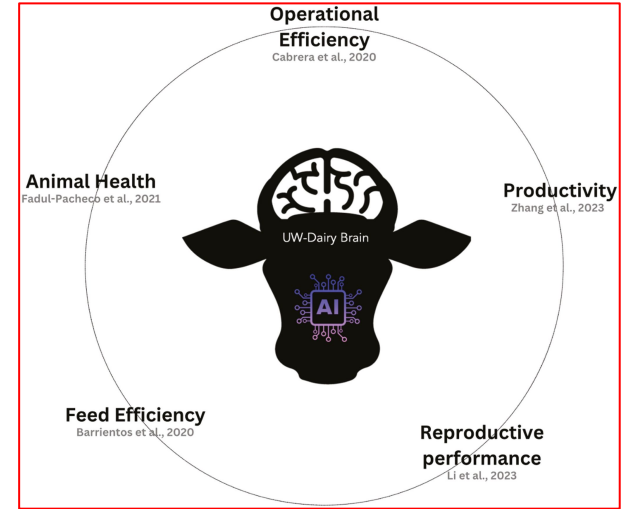 Operational
Efficiency
Cabrera et al., 2020
Animal Health
Fadul-Pacheco et al., 2021
Productivity
Zhang et al., 2023
UW-Dairy Brain
AI
Feed Efficiency
Barrientos et al., 2020
Reproductive
performance
Li et al., 2023